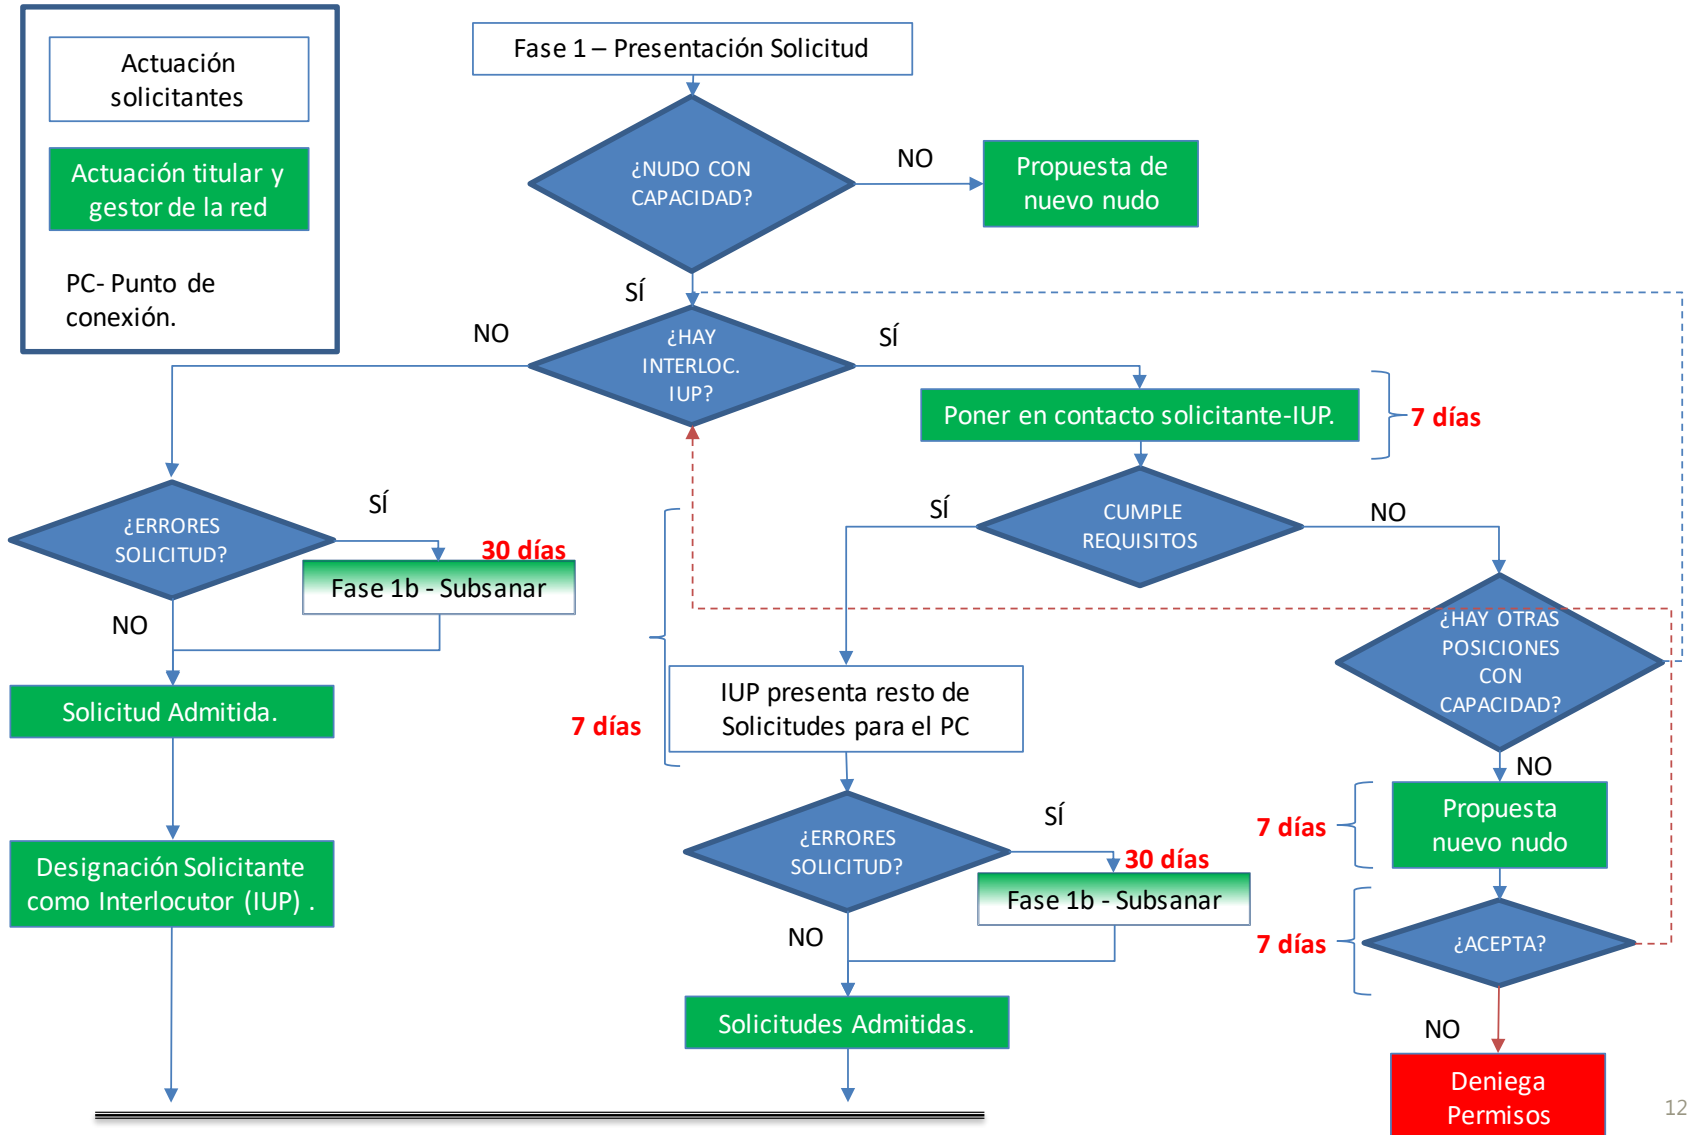 Actuación
solicitantes
Actuación titular y
gestor de la red
PC- Punto de
conexión.
Fase 1 – Presentación Solicitud
¿NUDO CON
CAPACIDAD?
NO
Propuesta de
nuevo nudo
SÍ
¿HAY
INTERLOC.
IUP?
NO
SÍ
Poner en contacto solicitante-IUP.
7 días
¿ERRORES
SOLICITUD?
SÍ
30 días
Fase 1b - Subsanar
NO
Solicitud Admitida.
Designación Solicitante
como Interlocutor (IUP) .
CUMPLE
REQUISITOS
SÍ
NO
7 días
IUP presenta resto de
Solicitudes para el PC
¿ERRORES
SOLICITUD?
SÍ
30 días
Fase 1b - Subsanar
NO
Solicitudes Admitidas.
¿HAY OTRAS
POSICIONES
CON
CAPACIDAD?
NO
7 días
Propuesta
nuevo nudo
7 días
¿ACEPTA?
NO
Deniega
Permisos
12